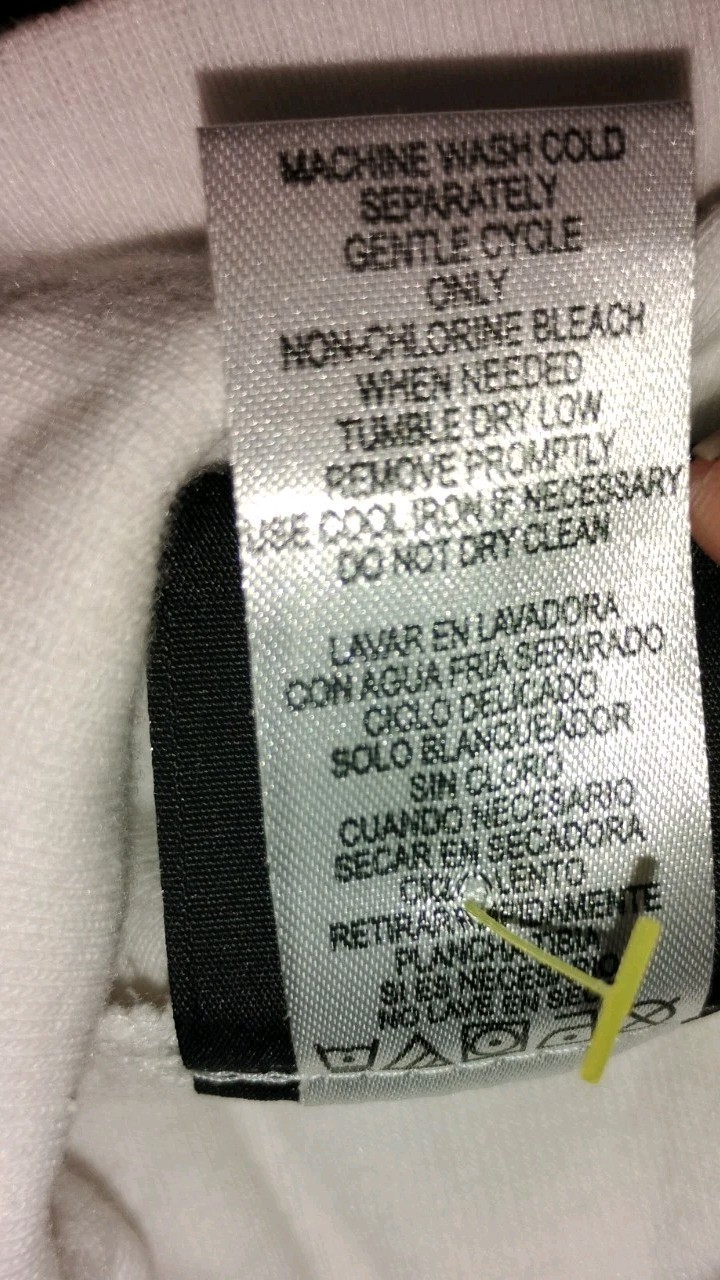 MACHINE WASH COLD
SEPARATELY
GENTLE CYCLE
ONLY
NON-CHLORINE BLEACH
WHEN NEEDED
TUMBLE DRY LOW
REMOVE PROMPTLY
USE COOL IRON IF NECESSARY
DO NOT DRY CLEAN
LAVAR EN LAVADORA
CON AGUA FRIA SEPARADO
CICLO DELICADO
SOLO BLANQUEADOR
SIN CLORO
CUANDO NECESARIO
SECAR EN SECADORA
LENTO
RETIRAR
PLANCHA TIBIA
SI ES
NO LAVE EN